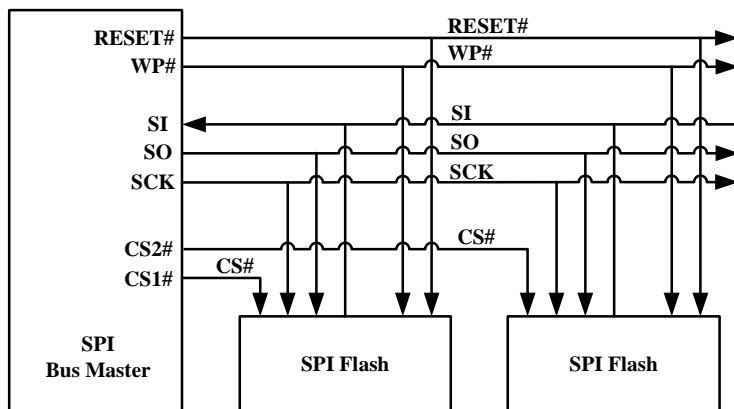 RESET# RESET#
WP# WP#
SI SI
SO SO
SCK SCK
CS2# CS#
CS1# CS#
SPI
Bus Master
SPI Flash SPI Flash